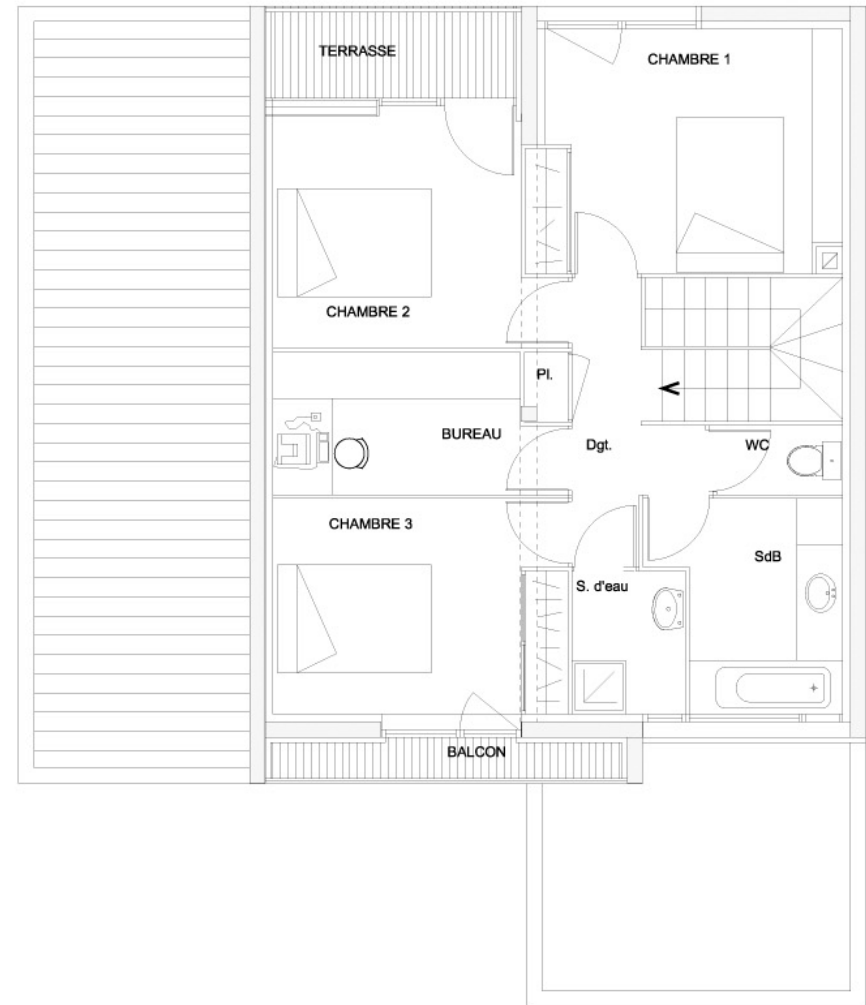 TERRASSE
CHAMBRE 1
CHAMBRE 2
Pl.
BUREAU
Dgt.
WC
CHAMBRE 3
SdB
S. d'eau
BALCON